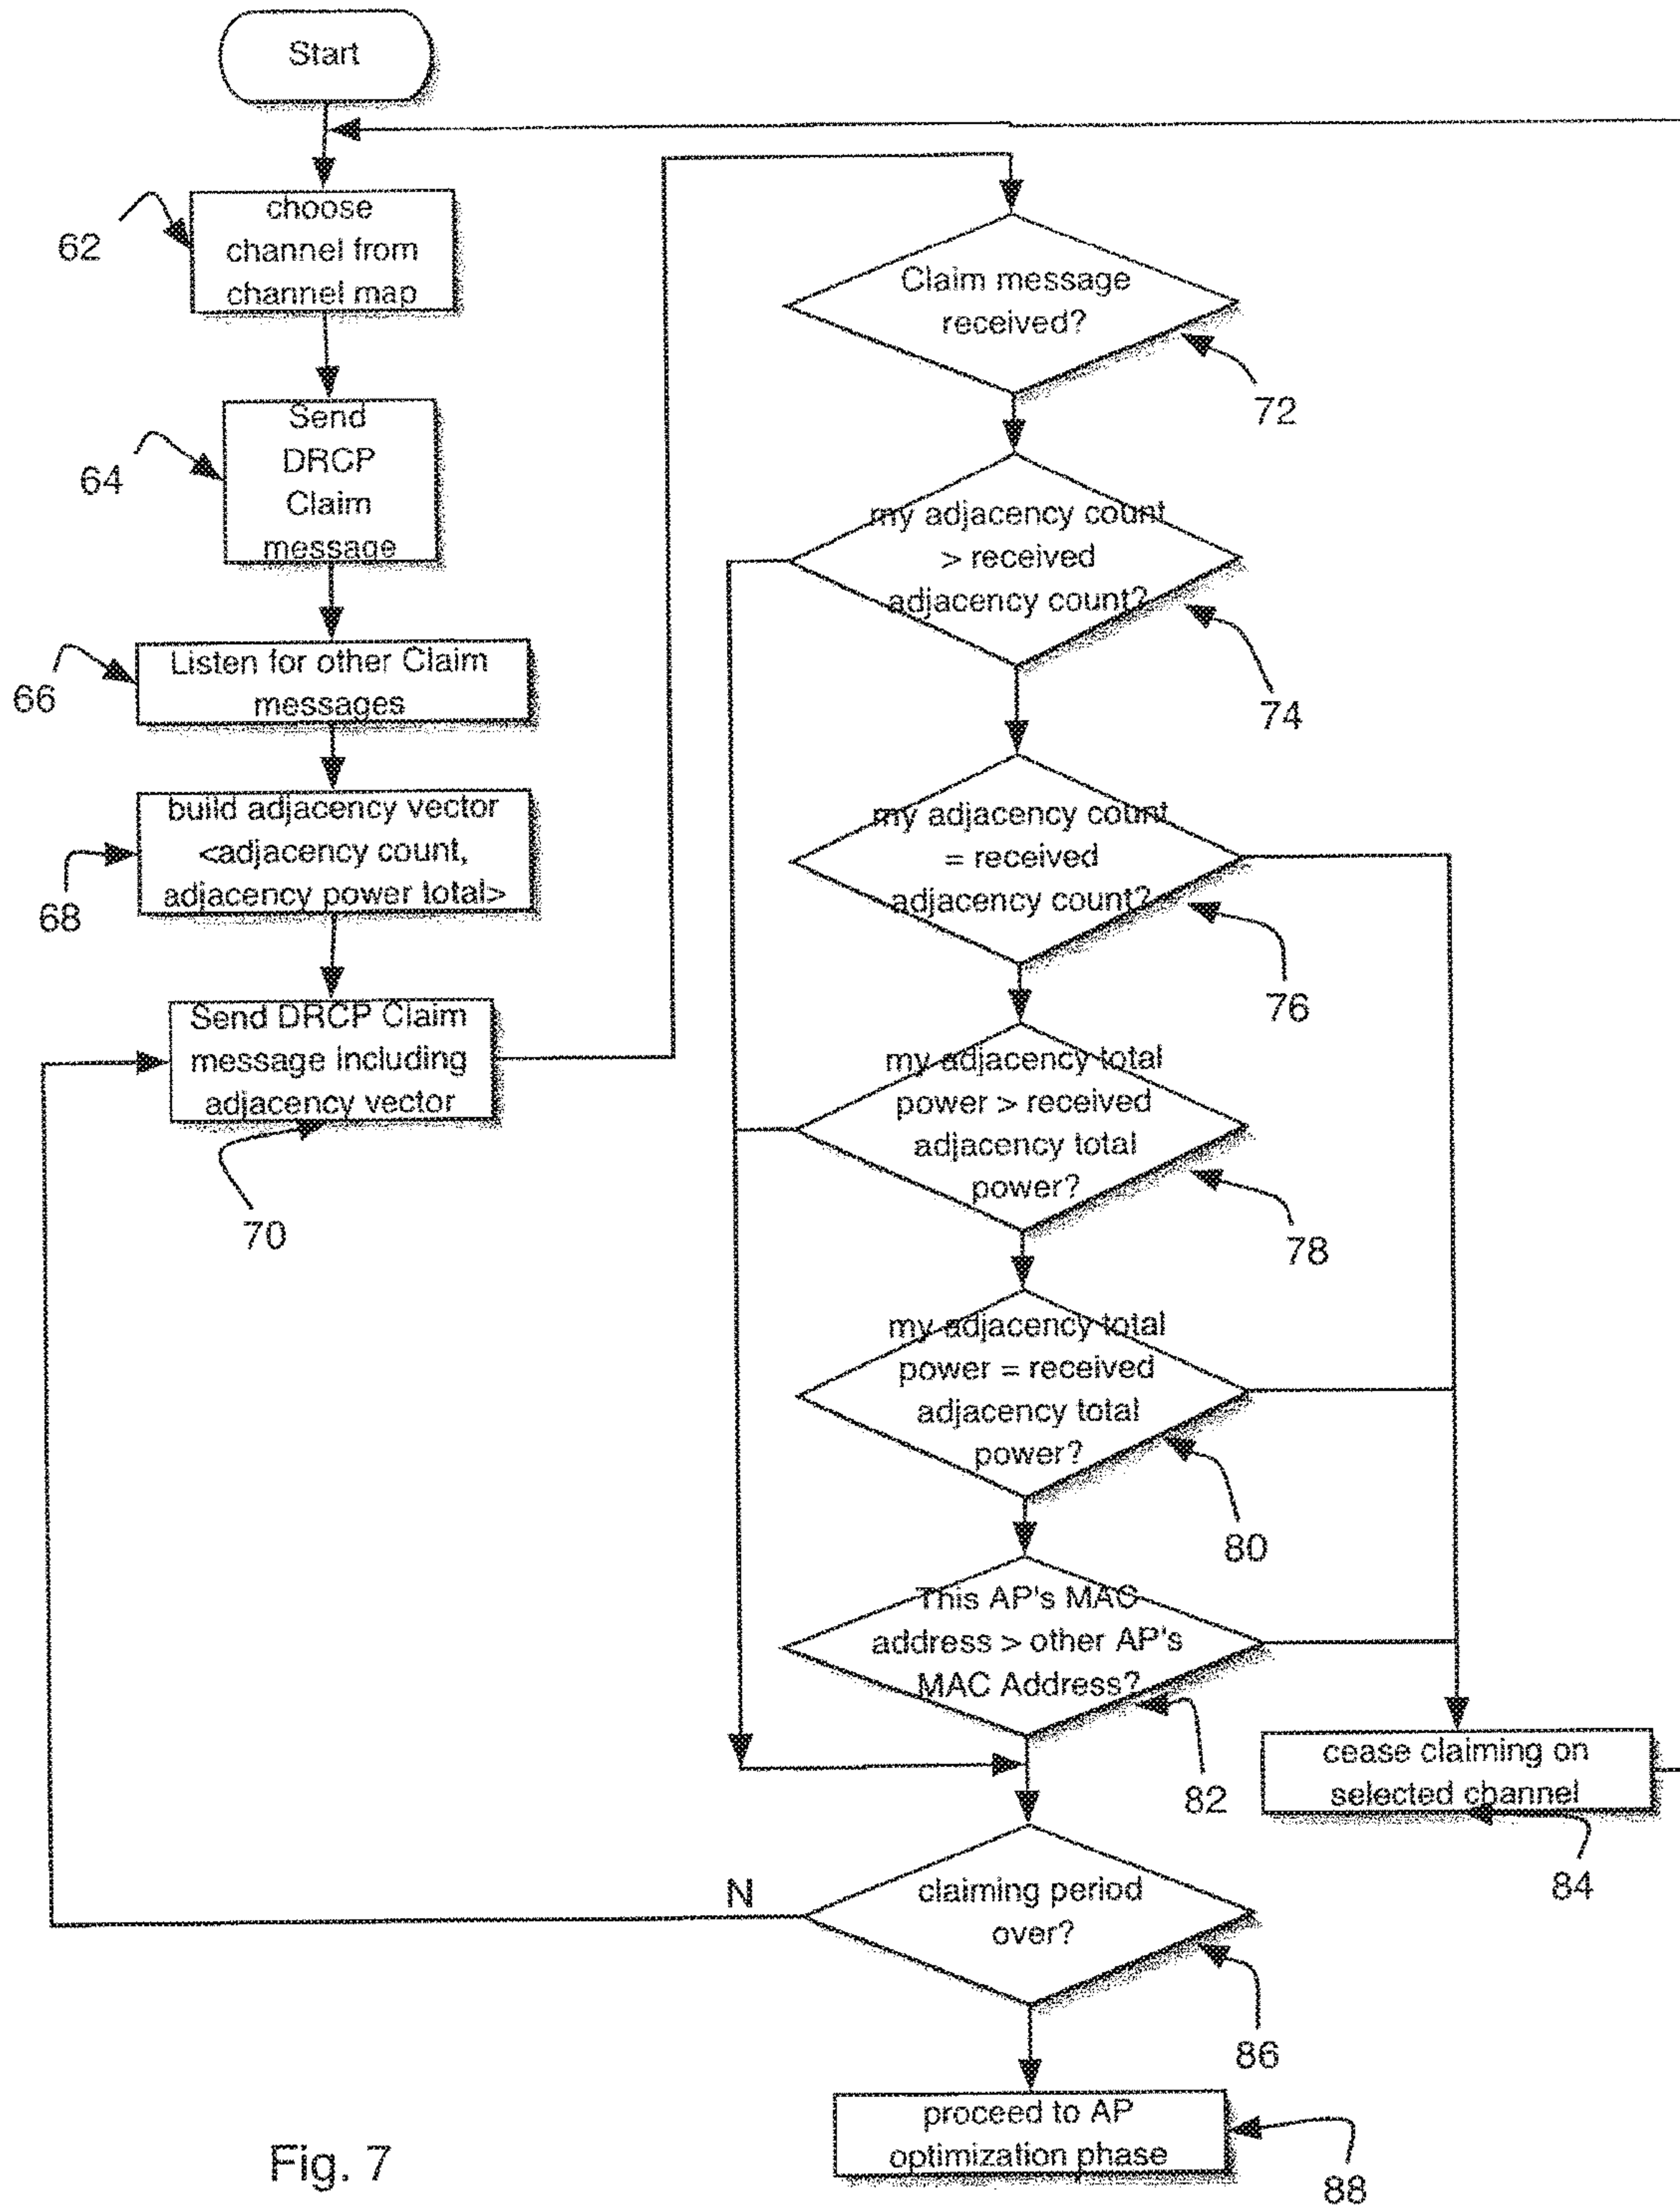 Start
choose
channel from
channel map
62
Send
DRCP
Claim
message
64
Listen for other Claim
messages
66
build adjacency vector
<adjacency count,
adjacency power total>
68
Send DRCP Claim
message including
adjacency vector
70
Claim message
received?
72
my adjacency count
> received
adjacency count?
74
my adjacency count
= received
adjacency count?
76
my adjacency total
power > received
adjacency total
power?
78
my adjacency total
power = received
adjacency total
power?
80
This AP's MAC
address > other AP's
MAC Address?
82
cease claiming on
selected channel
84
claiming period
over?
N
86
proceed to AP
optimization phase
88
Fig. 7